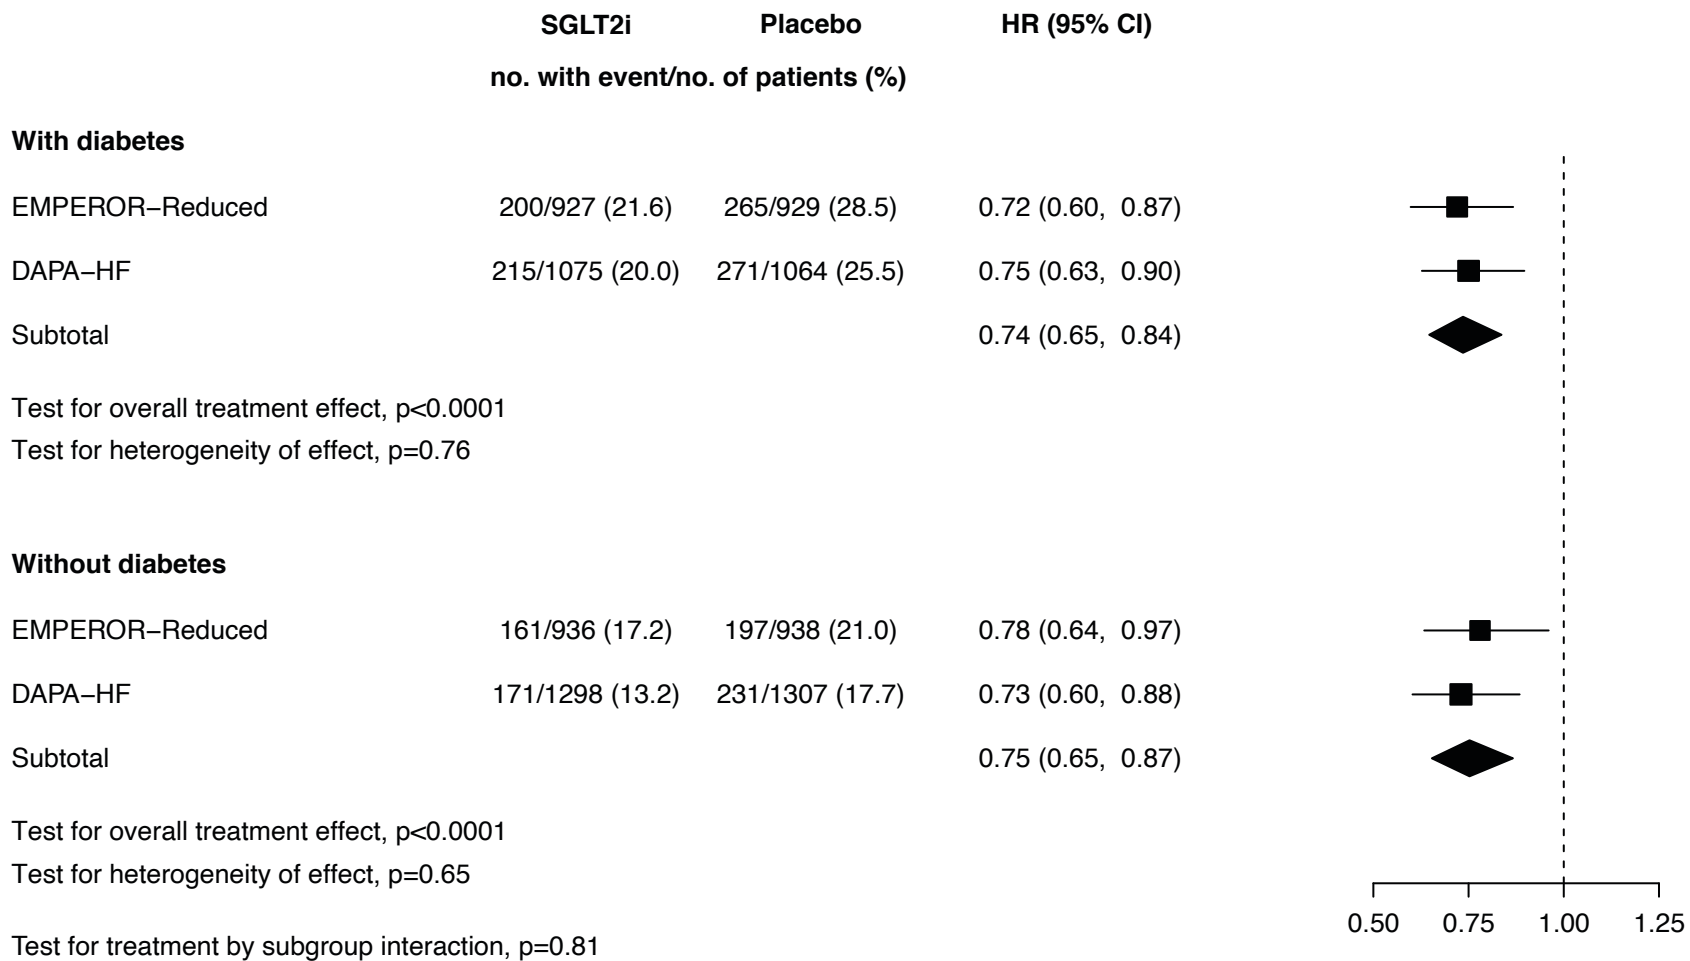 SGLT2i Placebo HR (95% CI)
no. with event/no. of patients (%)
With diabetes
EMPEROR−Reduced 200/927 (21.6) 265/929 (28.5) 0.72 (0.60, 0.87)
DAPA−HF 215/1075 (20.0) 271/1064 (25.5) 0.75 (0.63, 0.90)
Subtotal 0.74 (0.65, 0.84)
Test for overall treatment effect, p<0.0001
Test for heterogeneity of effect, p=0.76
Without diabetes
EMPEROR−Reduced 161/936 (17.2) 197/938 (21.0) 0.78 (0.64, 0.97)
DAPA−HF 171/1298 (13.2) 231/1307 (17.7) 0.73 (0.60, 0.88)
Subtotal 0.75 (0.65, 0.87)
Test for overall treatment effect, p<0.0001
Test for heterogeneity of effect, p=0.65
0.50 0.75 1.00 1.25
Test for treatment by subgroup interaction, p=0.81